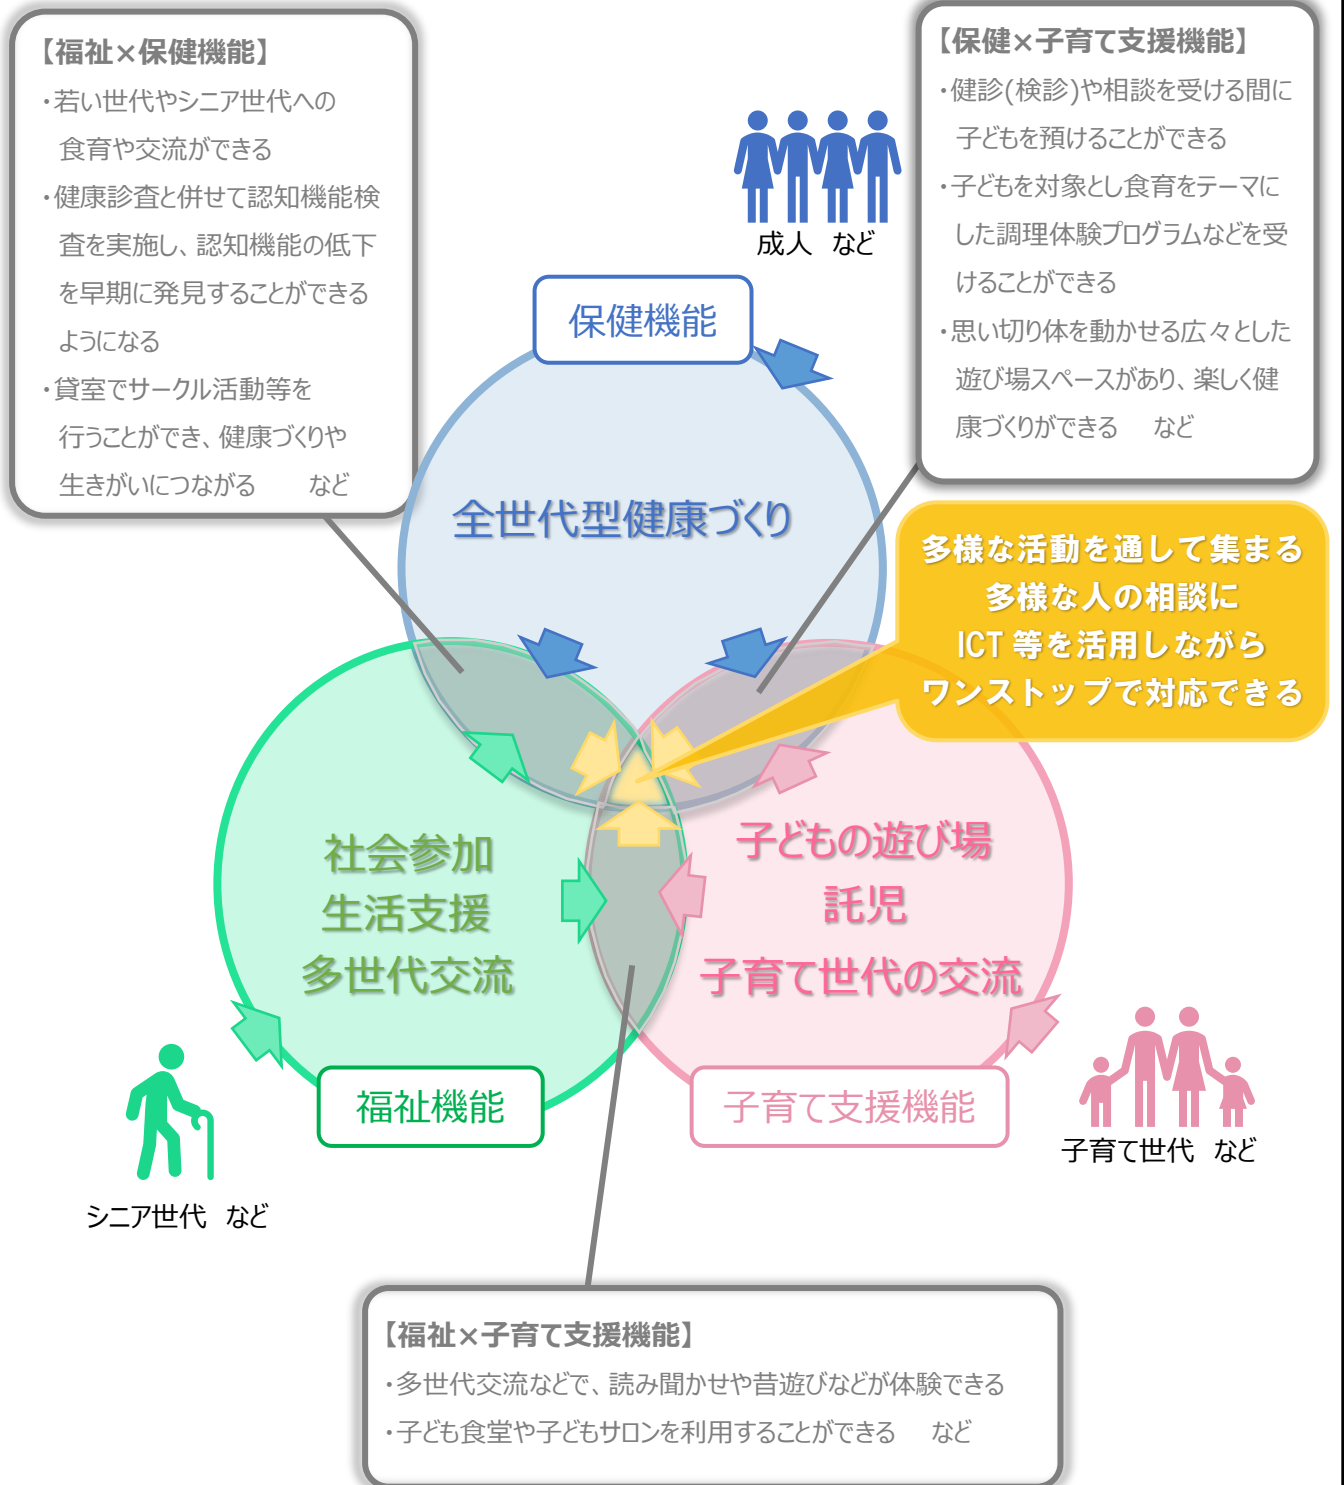 【福祉×保健機能】
・若い世代やシニア世代への
食育や交流ができる
・健康診査と併せて認知機能検
査を実施し、認知機能の低下
を早期に発見することができる
ようになる
・貸室でサークル活動等を
行うことができ、健康づくりや
生きがいにつながる　など
【保健×子育て支援機能】
・健診(検診)や相談を受ける間に
子どもを預けることができる
・子どもを対象とし食育をテーマに
した調理体験プログラムなどを受
けることができる
・思い切り体を動かせる広々とした
遊び場スペースがあり、楽しく健
康づくりができる　など
成人　など
保健機能
全世代型健康づくり
多様な活動を通して集まる
多様な人の相談に
ICT 等を活用しながら
ワンストップで対応できる
社会参加
生活支援
多世代交流
子どもの遊び場
託児
子育て世代の交流
福祉機能
子育て支援機能
シニア世代　など
子育て世代　など
【福祉×子育て支援機能】
・多世代交流などで、読み聞かせや昔遊びなどが体験できる
・子ども食堂や子どもサロンを利用することができる　など